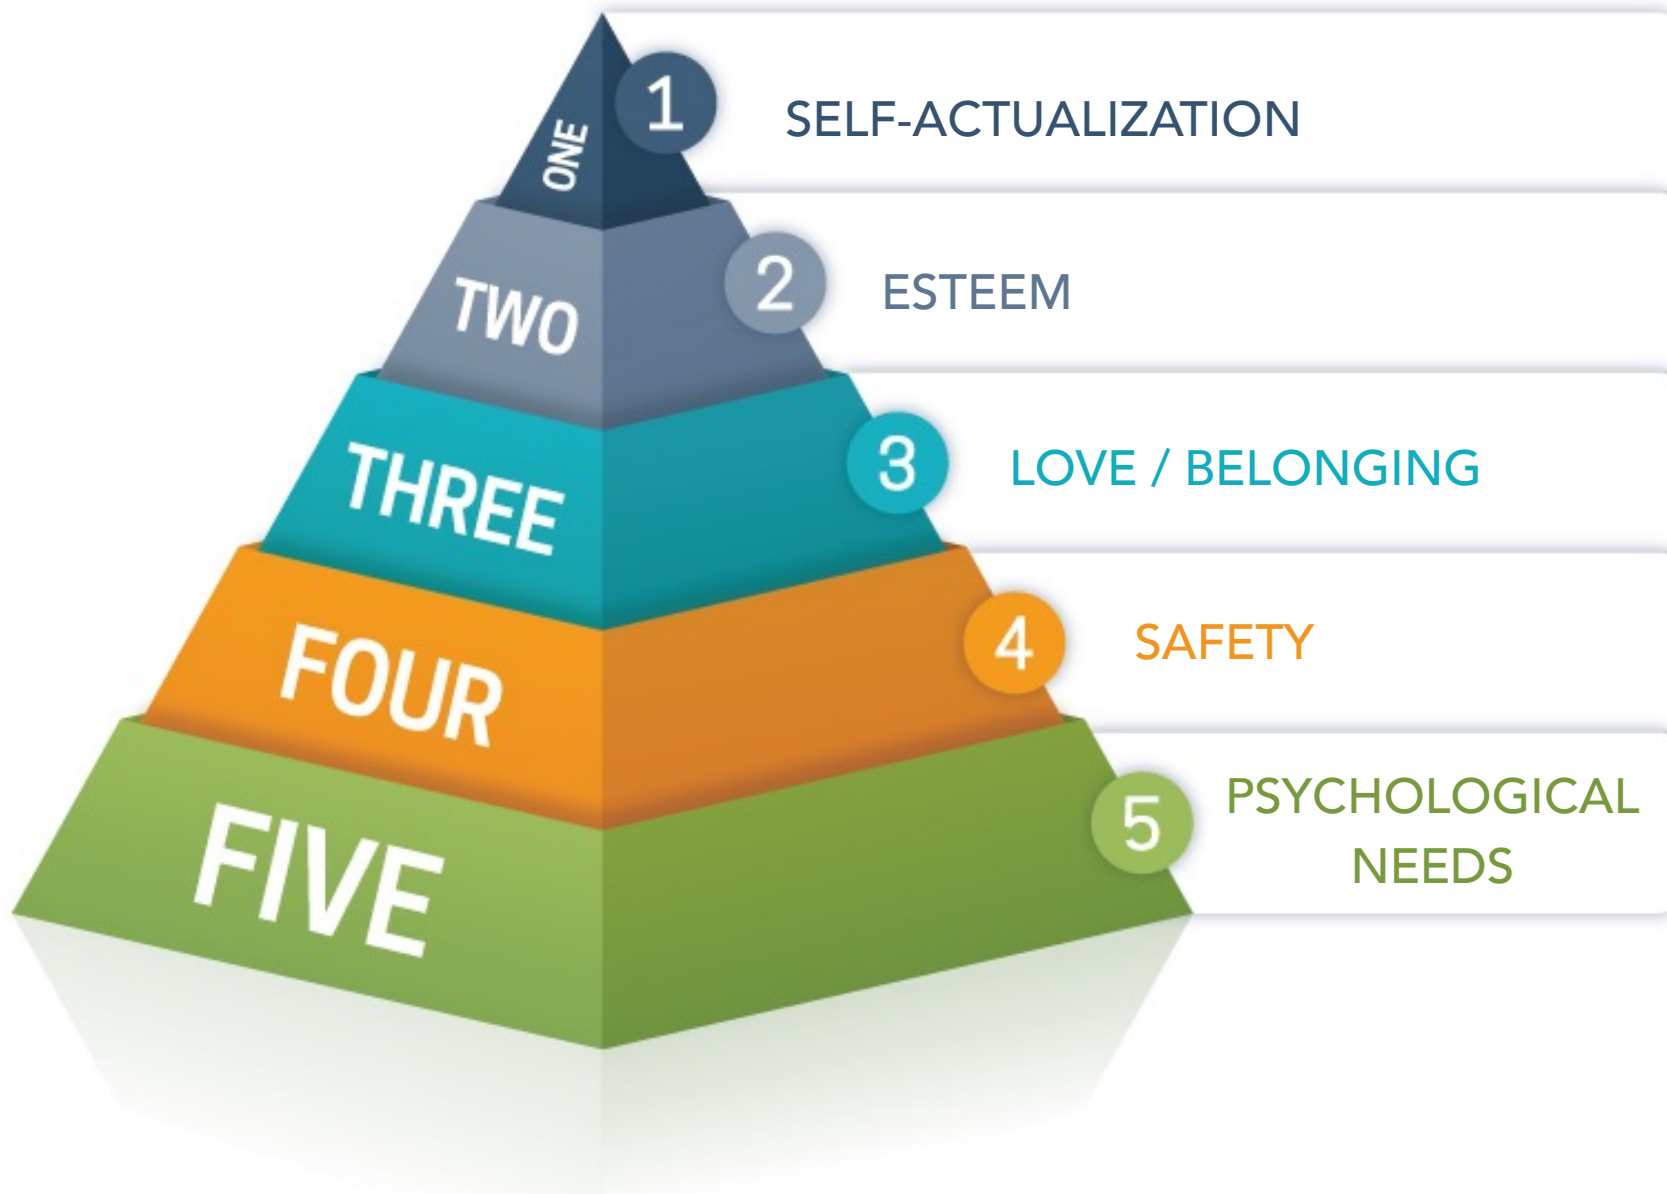 ONE
1
SELF-ACTUALIZATION
TWO
2
ESTEEM
THREE
3
LOVE / BELONGING
FOUR
4
SAFETY
FIVE
5
PSYCHOLOGICAL
NEEDS